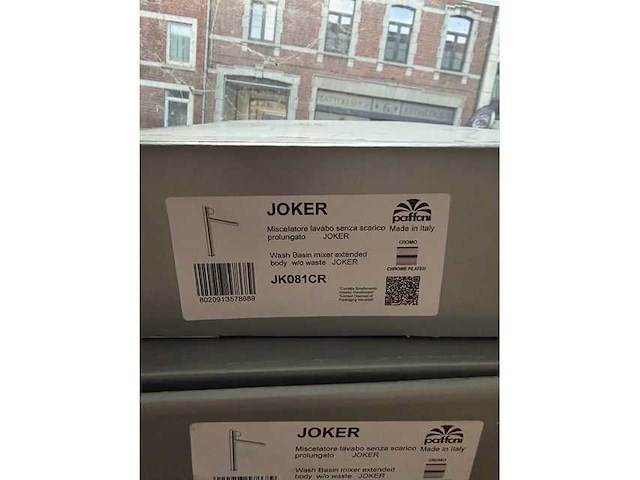 JOKER
paffoni
Miscelatore lavabo senza scarico
prolungato JOKER
Made in Italy
CROMO
Wash Basin mixer extended
body w/o waste JOKER
CHROME PLATED
JK081CR
8020913578689
JOKER
paffoni
Miscelatore lavabo senza scarico
prolungato JOKER
Made in Italy
CROMO
Wash Basin mixer extended
body w/o waste JOKER